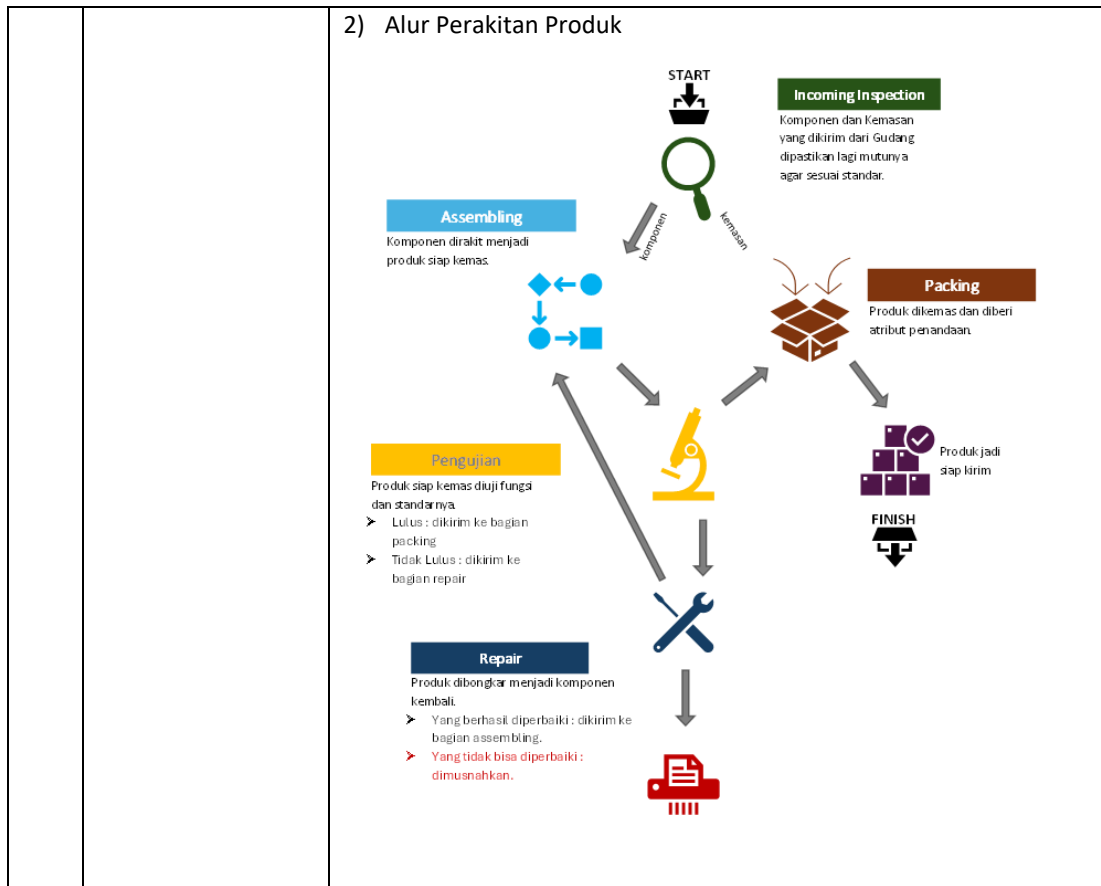 2) Alur Perakitan Produk
START
Incoming Inspection
Komponen dan Kemasan
yang dikirim dari Gudang
dipastikan lagi mutunya
agar sesuai standar.
komponen
kemasan
Assembling
Komponen dirakit menjadi
produk siap kemas.
Packing
Produk dikemas dan diberi
atribut penandaan.
Pengujian
Produk siap kemas diuji fungsi
dan standarnya.
➤ Lulus : dikirim ke bagian
packing
➤ Tidak Lulus : dikirim ke
bagian repair
Produk jadi
siap kirim
FINISH
Repair
Produk dibongkar menjadi komponen
kembali.
➤ Yang berhasil diperbaiki : dikirim ke
bagian assembling.
➤ Yang tidak bisa diperbaiki :
dimusnahkan.